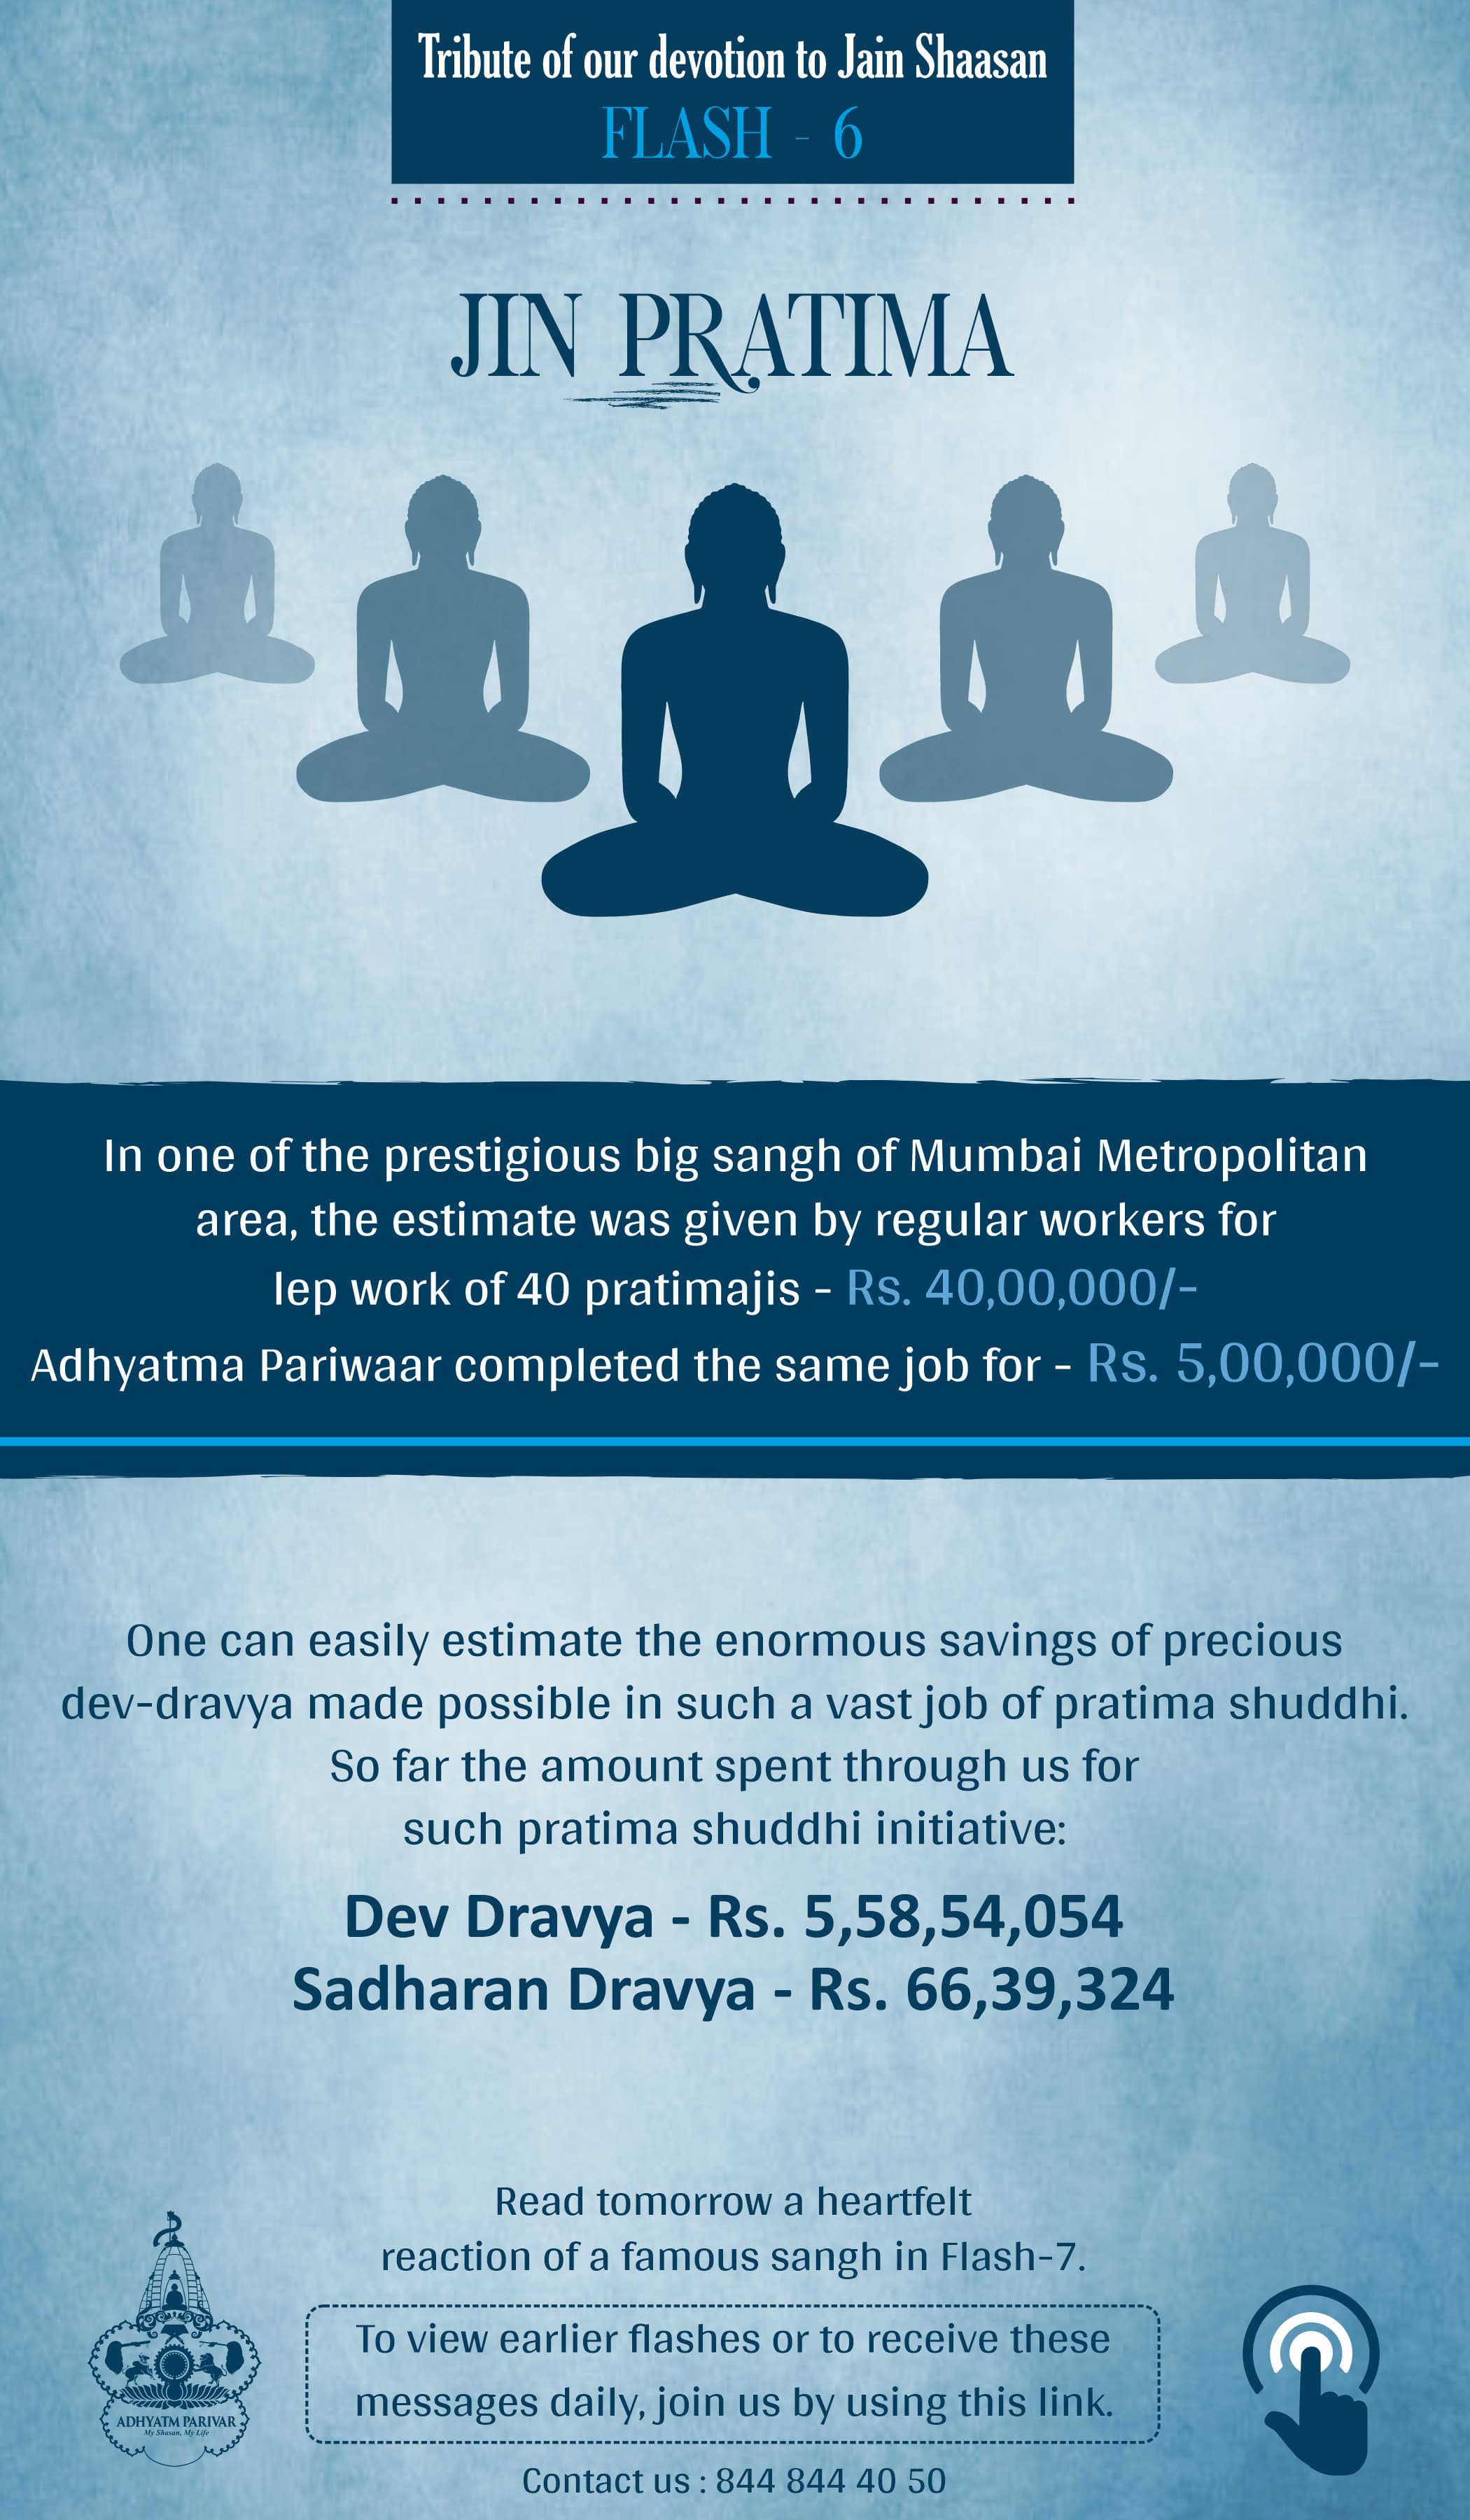 Tribute of our devotion to Jain Shaasan
FLASH - 6
JIN PRATIMA
In one of the prestigious big sangh of Mumbai Metropolitan
area, the estimate was given by regular workers for
lep work of 40 pratimajis - Rs. 40,00,000/-
Adhyatma Pariwaar completed the same job for - Rs. 5,00,000/-
One can easily estimate the enormous savings of precious
dev-dravya made possible in such a vast job of pratima shuddhi.
So far the amount spent through us for
such pratima shuddhi initiative:
Dev Dravya - Rs. 5,58,54,054
Sadharan Dravya - Rs. 66,39,324
Read tomorrow a heartfelt
reaction of a famous sangh in Flash-7.
To view earlier flashes or to receive these
messages daily, join us by using this link.
Contact us : 844 844 40 50
ADHYATM PARIVAR
My Shasan, My Life